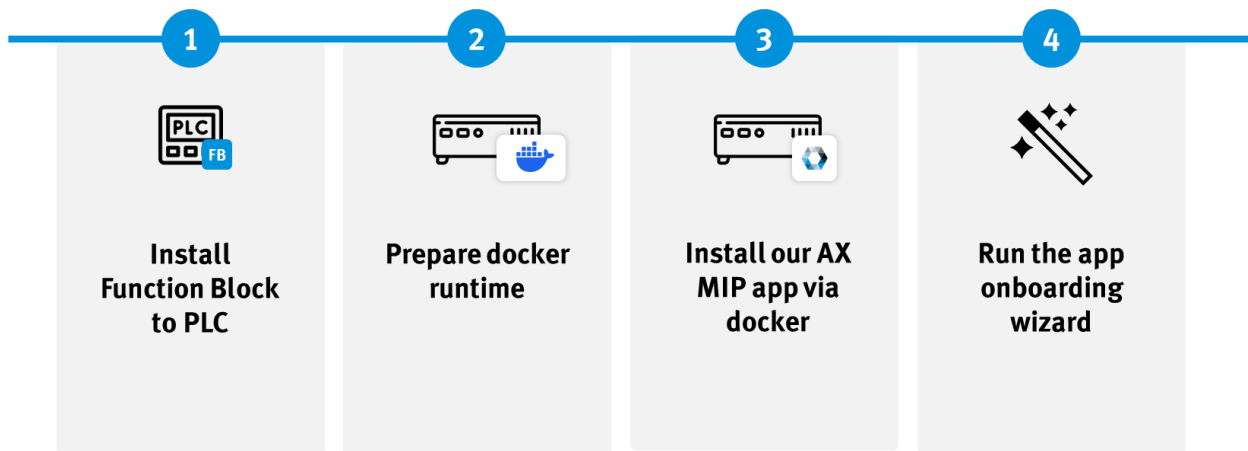 1
2
3
4
PLC
FB
Install
Function Block
to PLC
Prepare docker
runtime
Install our AX
MIP app via
docker
Run the app
onboarding
wizard